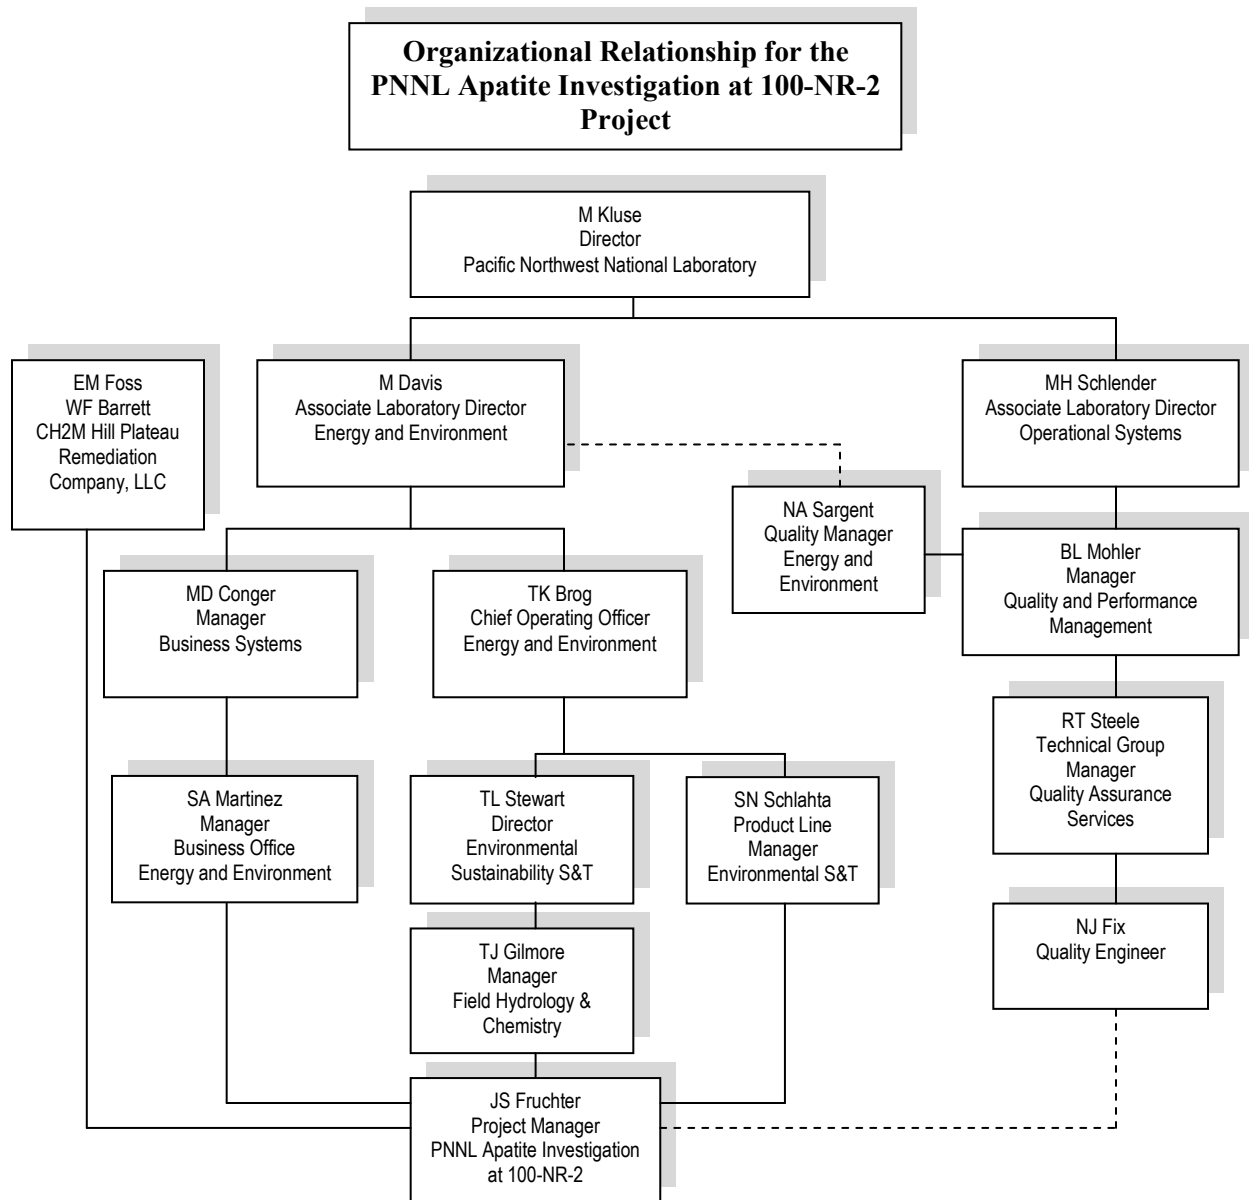 Organizational Relationship for the
PNNL Apatite Investigation at 100-NR-2
Project
M Kluse
Director
Pacific Northwest National Laboratory
EM Foss
WF Barrett
CH2M Hill Plateau
Remediation
Company, LLC
M Davis
Associate Laboratory Director
Energy and Environment
MH Schlender
Associate Laboratory Director
Operational Systems
NA Sargent
Quality Manager
Energy and
Environment
BL Mohler
Manager
Quality and Performance
Management
MD Conger
Manager
Business Systems
TK Brog
Chief Operating Officer
Energy and Environment
RT Steele
Technical Group
Manager
Quality Assurance
Services
SA Martinez
Manager
Business Office
Energy and Environment
TL Stewart
Director
Environmental
Sustainability S&T
SN Schlahta
Product Line
Manager
Environmental S&T
NJ Fix
Quality Engineer
TJ Gilmore
Manager
Field Hydrology &
Chemistry
JS Fruchter
Project Manager
PNNL Apatite Investigation
at 100-NR-2